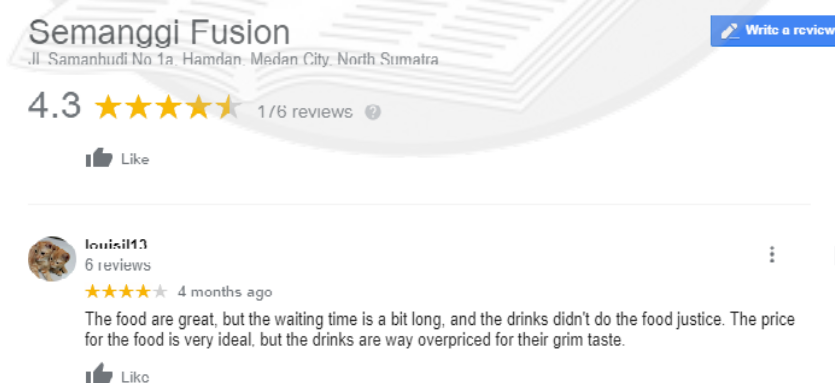 Semanggi Fusion
Write a review
Jl. Samanhudi No.1a, Hamdan, Medan City, North Sumatra
4.3 176 reviews
Like
louisil13
6 reviews
4 months ago
The food are great, but the waiting time is a bit long, and the drinks didn't do the food justice. The price
for the food is very ideal, but the drinks are way overpriced for their grim taste.
Like